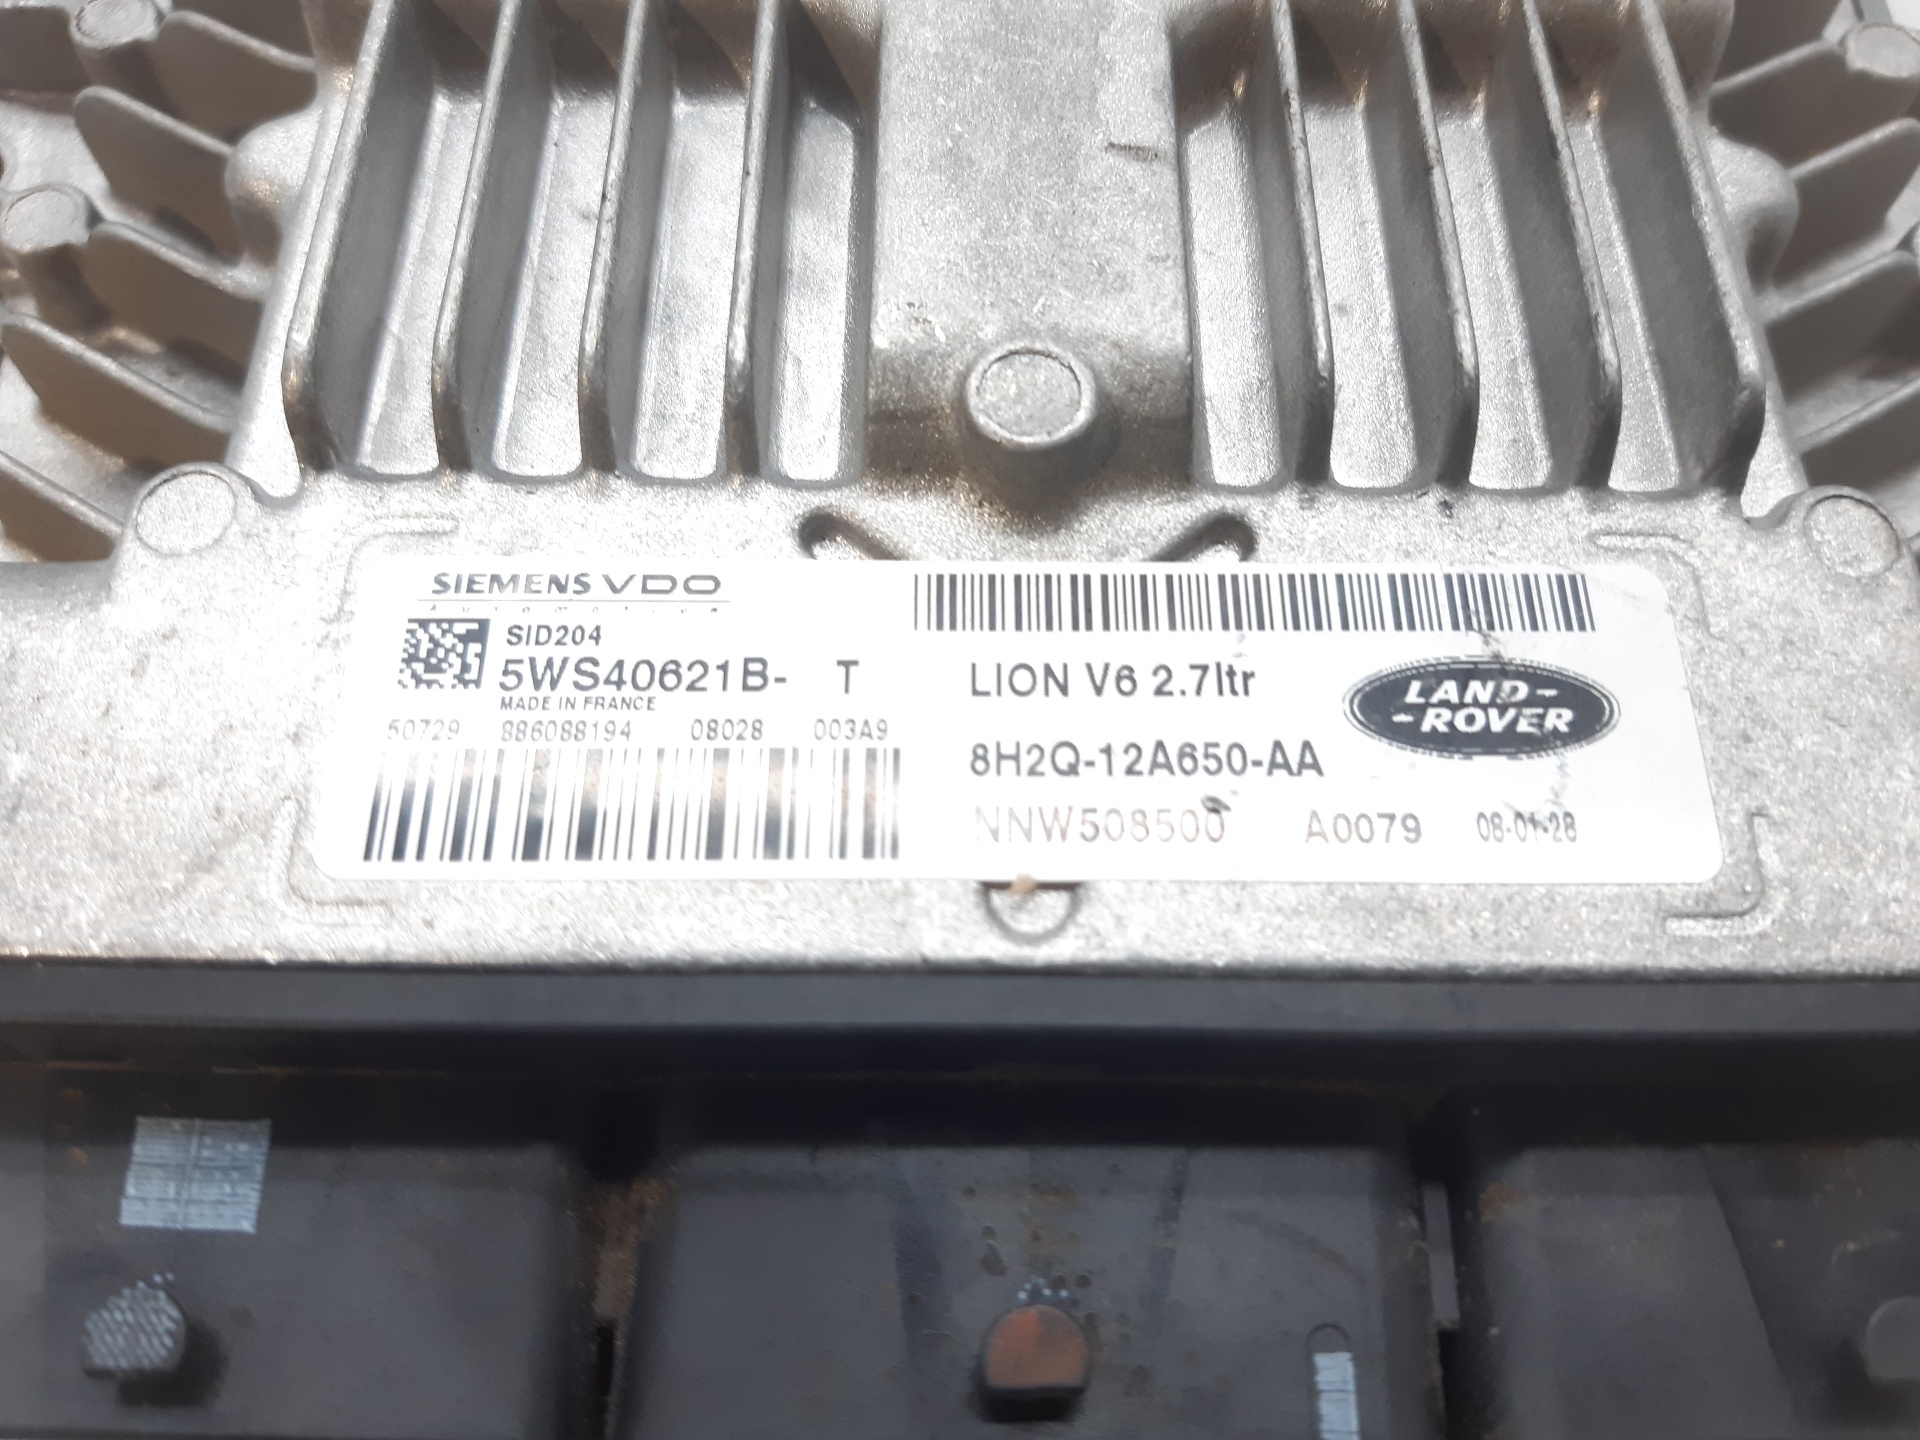 SIEMENS VDO
Automotive
SID204
5WS40621B- T
MADE IN FRANCE
50729 886088194 08028 003A9
LION V6 2.7ltr
LAND-
-ROVER
8H2Q-12A650-AA
NNW508500 A0079 08-01-28